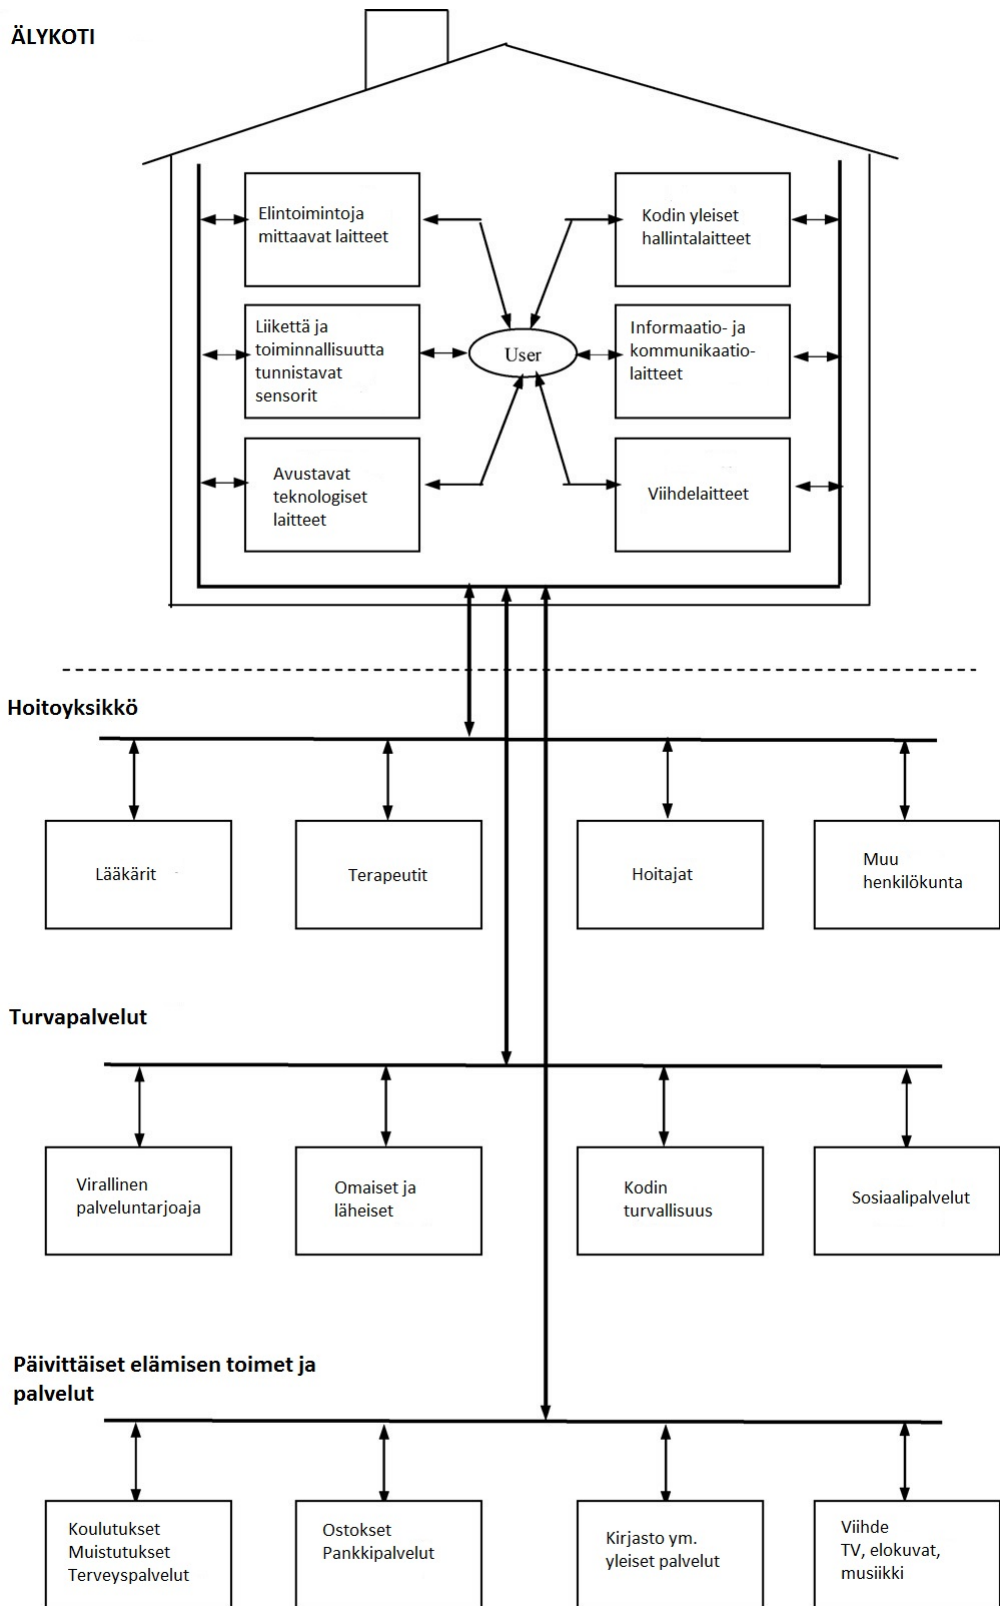 ÄLYKOTI
Elintoimintoja
mittaavat laitteet
Kodin yleiset
hallintalaitteet
Liikettä ja
toiminnallisuutta
tunnistavat
sensorit
User
Informaatio- ja
kommunikaatio-
laitteet
Avustavat
teknologiset
laitteet
Viihdelaitteet
Hoitoyksikkö
Lääkärit
Terapeutit
Hoitajat
Muu
henkilökunta
Turvapalvelut
Virallinen
palveluntarjoaja
Omaiset ja
läheiset
Kodin
turvallisuus
Sosiaalipalvelut
Päivittäiset elämisen toimet ja
palvelut
Koulutukset
Muistutukset
Terveyspalvelut
Ostokset
Pankkipalvelut
Kirjasto ym.
yleiset palvelut
Viihde
TV, elokuvat,
musiikki